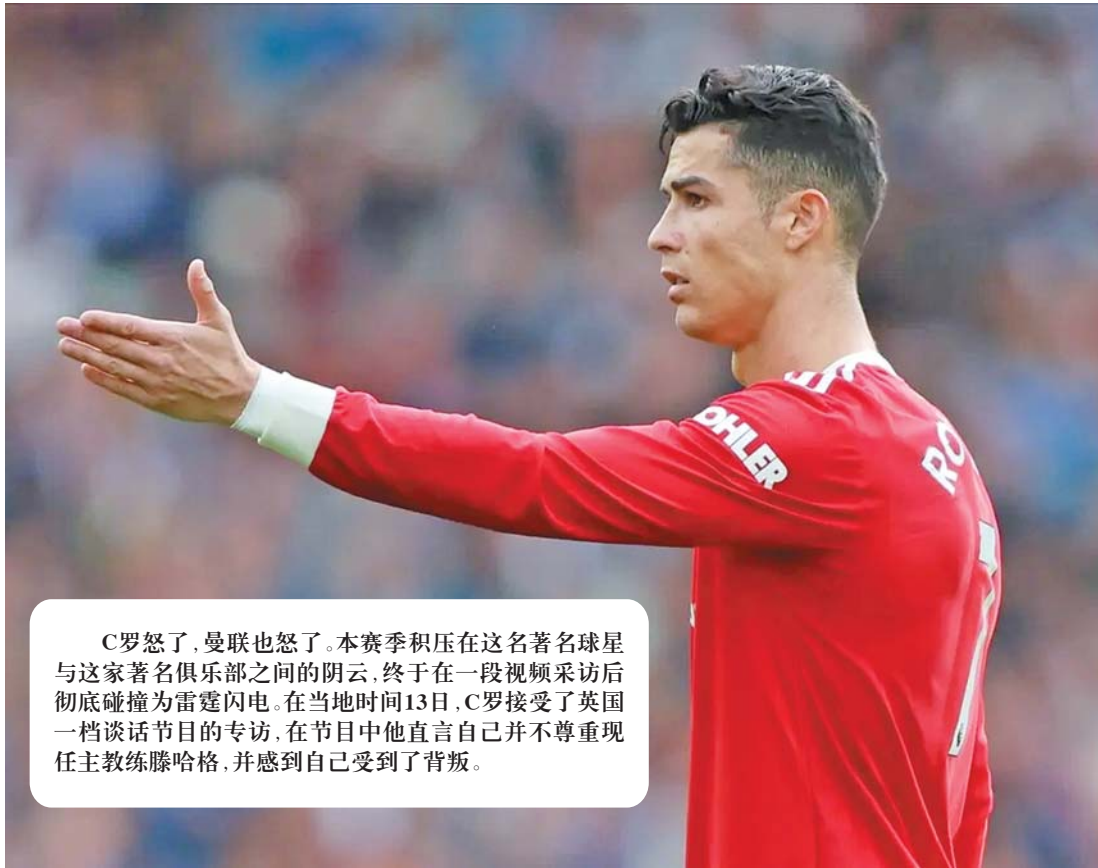 OHLER
RO
7
C罗怒了,曼联也怒了。本赛季积压在这名著名球星
与这家著名俱乐部之间的阴云,终于在一段视频采访后
彻底碰撞为雷霆闪电。在当地时间13日,C罗接受了英国
一档谈话节目的专访,在节目中他直言自己并不尊重现
任主教练滕哈格,并感到自己受到了背叛。